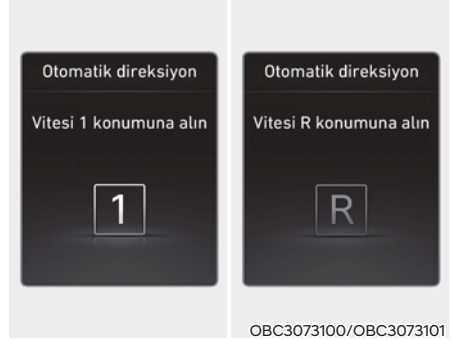 Otomatik direksiyon
Vitesi 1 konumuna alın
1
Otomatik direksiyon
Vitesi R konumuna alın
R
OBC3073100/OBC3073101